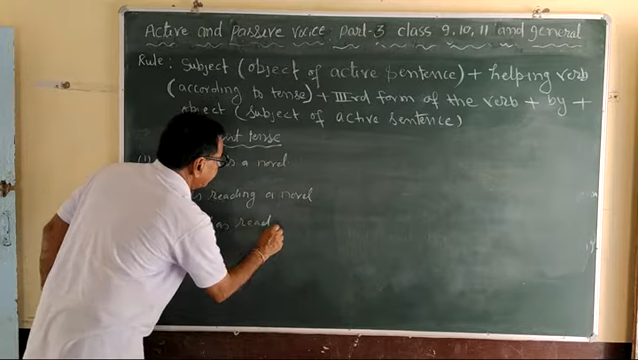 Active and passive voice part-3 class 9, 10, 11 and general
Rule: Subject (object of active sentence) + helping verb
(according to tense) + IIIrd form of the verb + by +
object (subject of active sentence)
tense
(1) a novel
reading a novel
has read